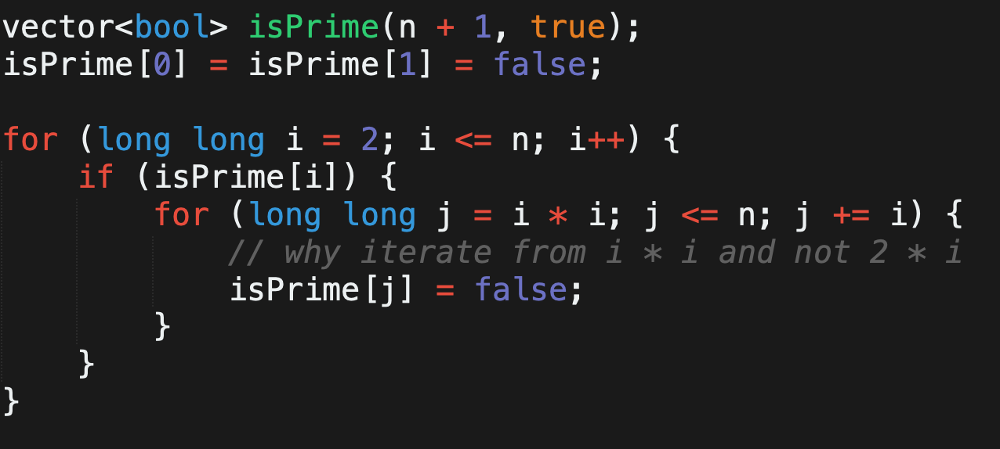 vector<bool> isPrime(n + 1, true);
isPrime[0] = isPrime[1] = false;

for (long long i = 2; i <= n; i++) {
    if (isPrime[i]) {
        for (long long j = i * i; j <= n; j += i) {
            // why iterate from i * i and not 2 * i
            isPrime[j] = false;
        }
    }
}